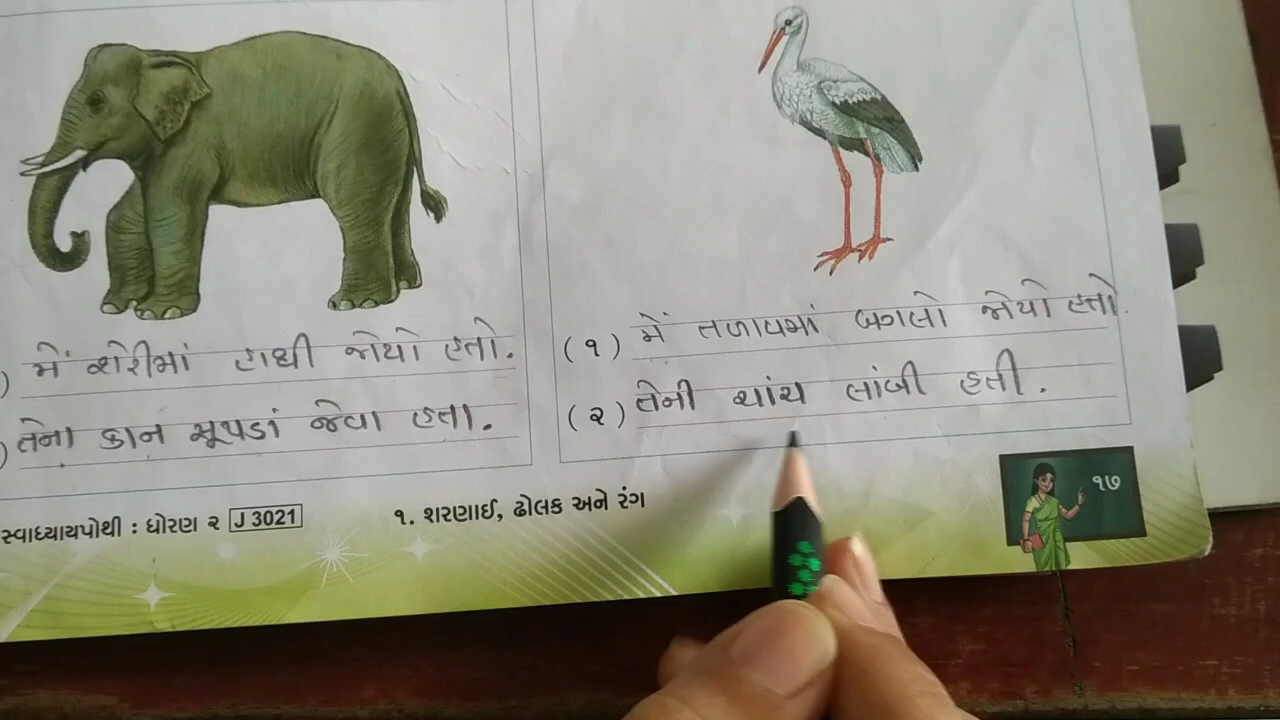 મેં શેરીમાં હાથી જોયો હતો.
તેના કાન સૂપડાં જેવા હતા.
(૧) મેં તળાવમાં બગલો જોયો હતો.
(૨) તેની ચાંચ લાંબી હતી.
સ્વાધ્યાયપોથી : ધોરણ ૨ J 3021
૧. શરણાઈ, ઢોલક અને રંગ
૧૭